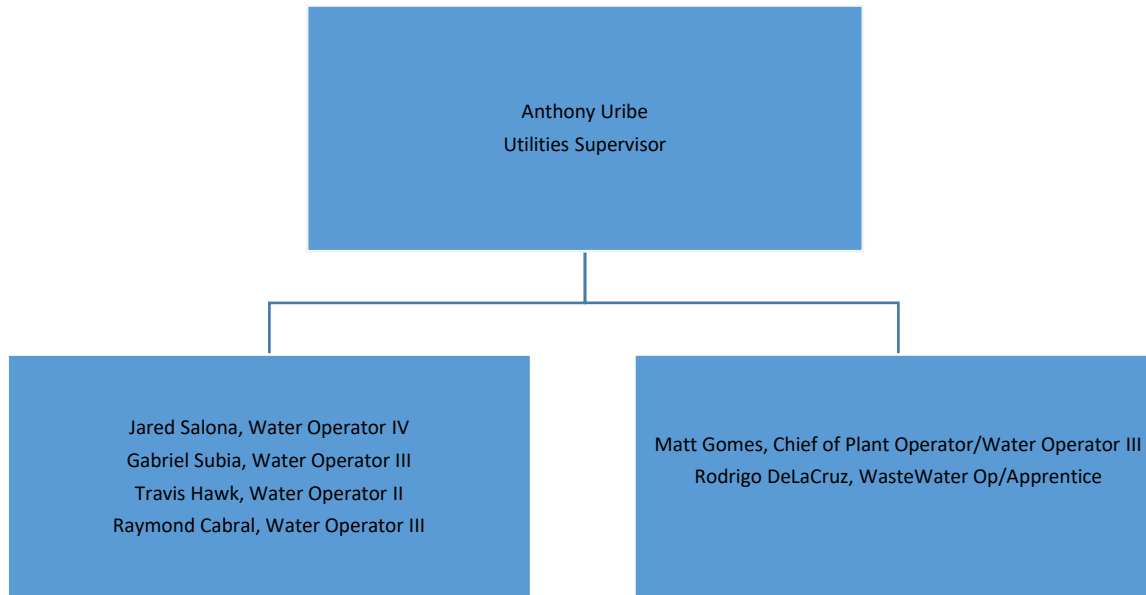 Anthony Uribe
Utilities Supervisor
Jared Salona, Water Operator IV
Gabriel Subia, Water Operator III
Travis Hawk, Water Operator II
Raymond Cabral, Water Operator III
Matt Gomes, Chief of Plant Operator/Water Operator III
Rodrigo DeLaCruz, WasteWater Op/Apprentice